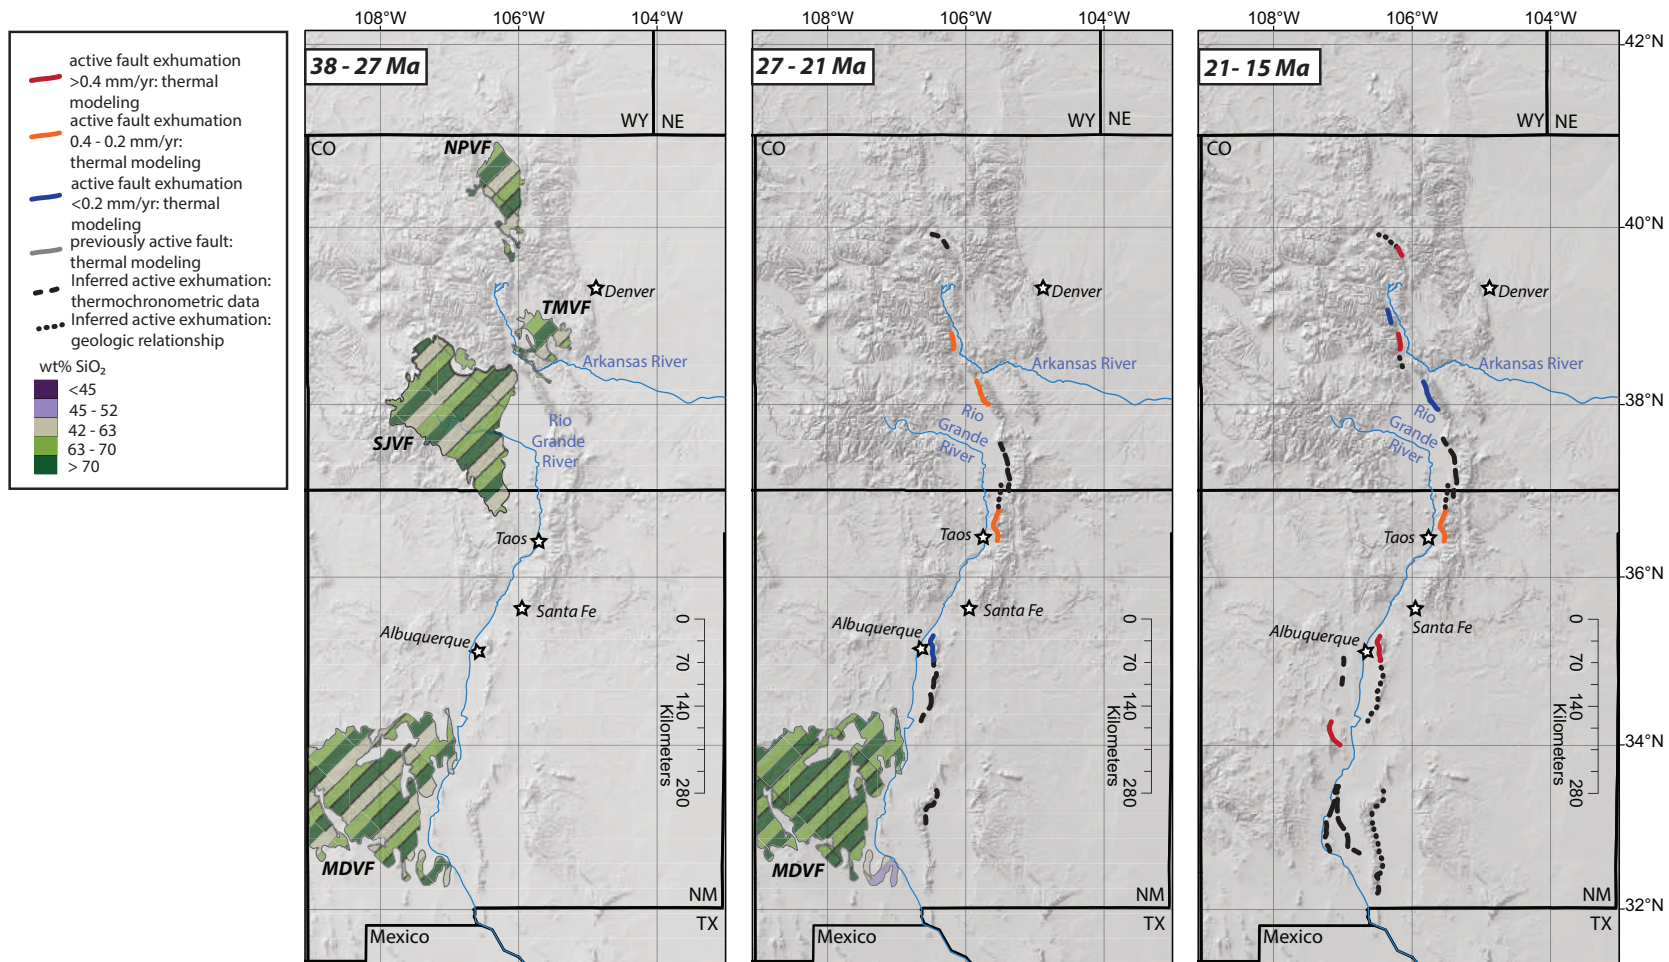 108°W 106°W 104°W 108°W 106°W 104°W 108°W 106°W 104°W
active fault exhumation
>0.4 mm/yr: thermal
modeling
active fault exhumation
0.4 - 0.2 mm/yr:
thermal modeling
active fault exhumation
<0.2 mm/yr: thermal
modeling
previously active fault:
thermal modeling
Inferred active exhumation:
thermochronometric data
Inferred active exhumation:
geologic relationship
wt% SiO₂
<45
45 - 52
42 - 63
63 - 70
> 70
38 - 27 Ma
WY NE
CO
NPVF
Denver
TMVF
Arkansas River
SJVF
Rio
Grande
River
Taos
Santa Fe
Albuquerque
0
70
140
280
Kilometers
MDVF
NM
TX
Mexico
27 - 21 Ma
WY NE
CO
Denver
Arkansas River
Rio
Grande
River
Taos
Santa Fe
Albuquerque
0
70
140
280
Kilometers
MDVF
NM
TX
Mexico
21- 15 Ma
WY NE
CO
Denver
Arkansas River
Rio
Grande
River
Taos
Santa Fe
Albuquerque
0
70
140
280
Kilometers
NM
TX
Mexico
42°N
40°N
38°N
36°N
34°N
32°N